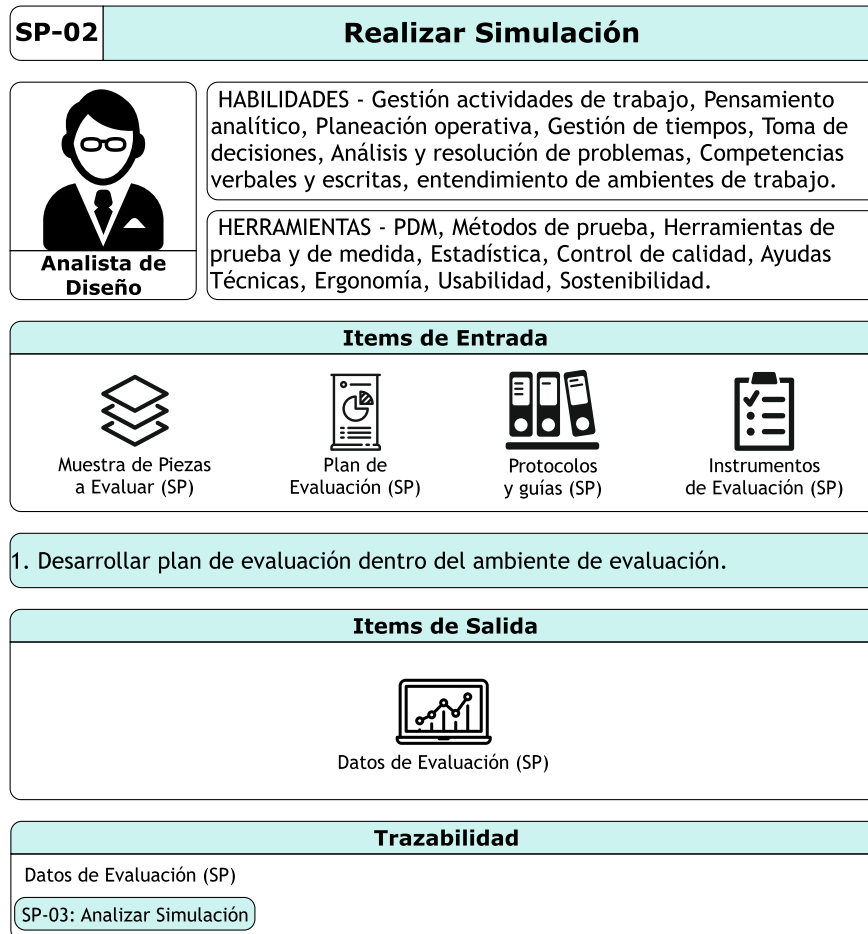 SP-02
Realizar Simulación
HABILIDADES - Gestión actividades de trabajo, Pensamiento
analítico, Planeación operativa, Gestión de tiempos, Toma de
decisiones, Análisis y resolución de problemas, Competencias
verbales y escritas, entendimiento de ambientes de trabajo.
HERRAMIENTAS - PDM, Métodos de prueba, Herramientas de
prueba y de medida, Estadística, Control de calidad, Ayudas
Técnicas, Ergonomía, Usabilidad, Sostenibilidad.
Analista de
Diseño
Items de Entrada
Muestra de Piezas
a Evaluar (SP)
Plan de
Evaluación (SP)
Protocolos
y guías (SP)
Instrumentos
de Evaluación (SP)
1. Desarrollar plan de evaluación dentro del ambiente de evaluación.
Items de Salida
Datos de Evaluación (SP)
Trazabilidad
Datos de Evaluación (SP)
SP-03: Analizar Simulación